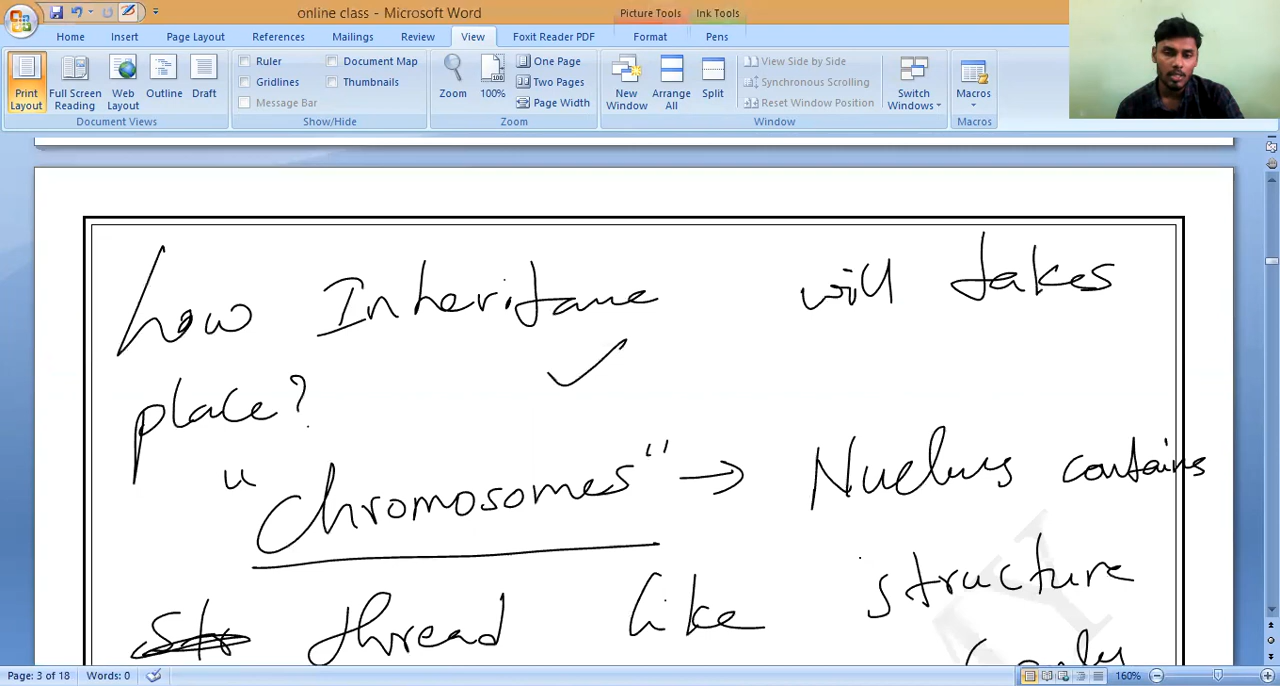 online class - Microsoft Word
Picture Tools Ink Tools
Home Insert Page Layout References Mailings Review View Foxit Reader PDF Format Pens
Ruler Document Map One Page View Side by Side
Gridlines Thumbnails Two Pages Synchronous Scrolling
Message Bar Page Width Reset Window Position
Print Layout Full Screen Reading Web Layout Outline Draft Zoom 100% New Window Arrange All Split Switch Windows Macros
Document Views Show/Hide Zoom Window Macros
how Inheritance will takes
place?
"chromosomes" → Nucleus contains
thread like structure
Page: 3 of 18 Words: 0 160%